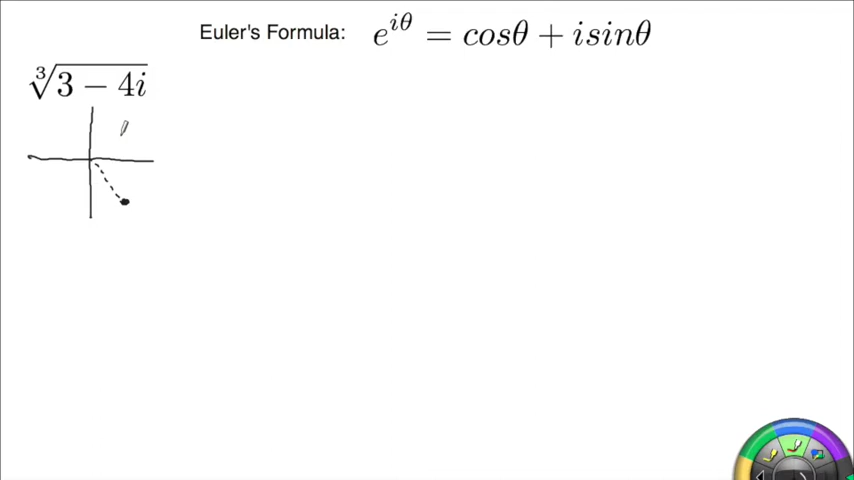 Euler's Formula: e^{iθ} = cosθ + isinθ
∛(3 − 4i)